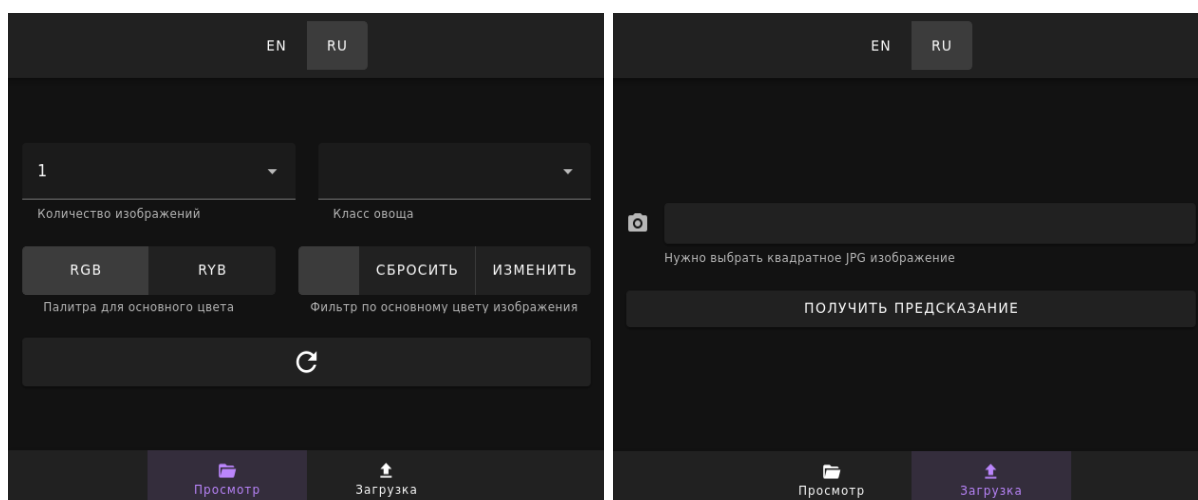 EN RU
1
Количество изображений
Класс овоща
RGB RYB
СБРОСИТЬ ИЗМЕНИТЬ
Палитра для основного цвета
Фильтр по основному цвету изображения
Просмотр
Загрузка
EN RU
Нужно выбрать квадратное JPG изображение
ПОЛУЧИТЬ ПРЕДСКАЗАНИЕ
Просмотр
Загрузка